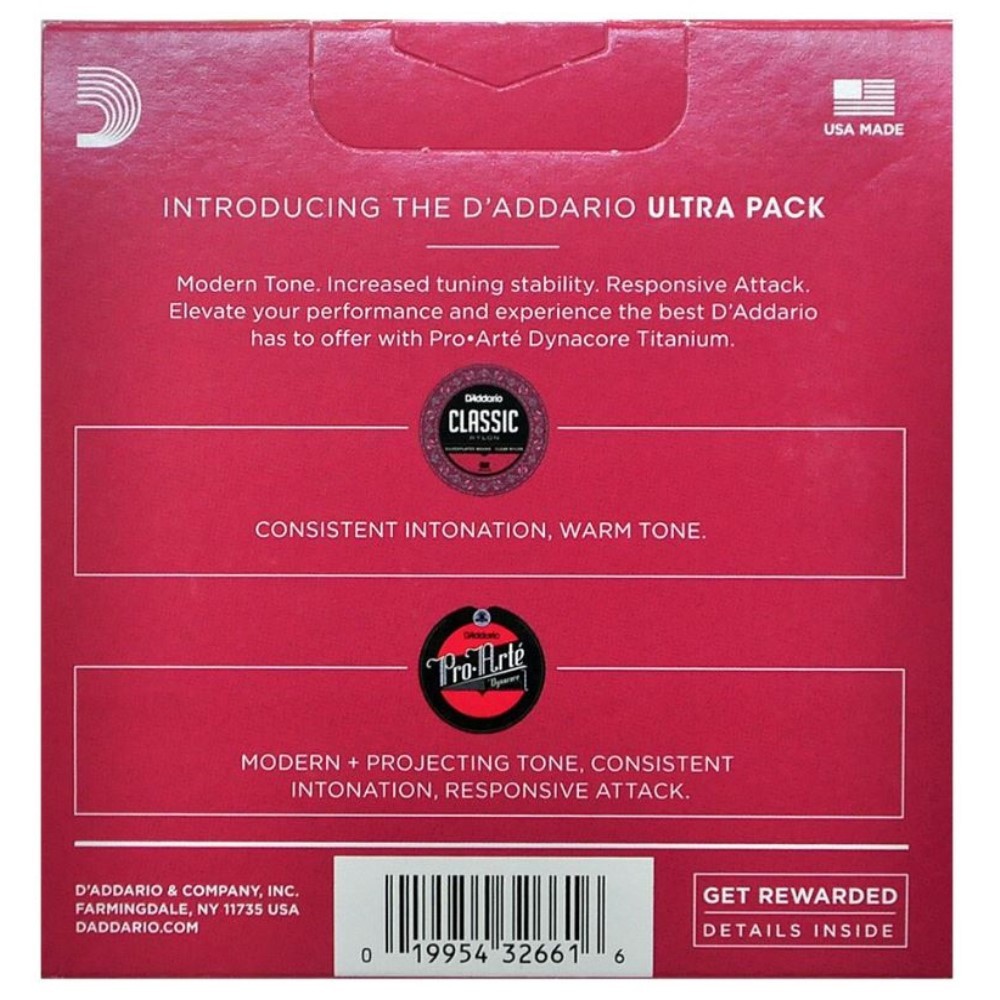 USA MADE
INTRODUCING THE D'ADDARIO ULTRA PACK
Modern Tone. Increased tuning stability. Responsive Attack.
Elevate your performance and experience the best D'Addario
has to offer with Pro•Arté Dynacore Titanium.
D'Addario
CLASSIC
NYLON
CONSISTENT INTONATION, WARM TONE.
D'Addario
Pro·Arté
Dynacore
MODERN + PROJECTING TONE, CONSISTENT
INTONATION, RESPONSIVE ATTACK.
D'ADDARIO & COMPANY, INC.
FARMINGDALE, NY 11735 USA
DADDARIO.COM
0 19954 32661 6
GET REWARDED
DETAILS INSIDE